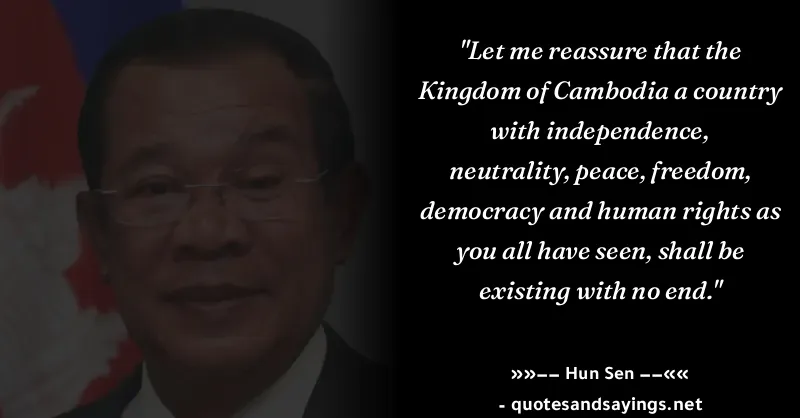 "Let me reassure that the
Kingdom of Cambodia a country
with independence,
neutrality, peace, freedom,
democracy and human rights as
you all have seen, shall be
existing with no end."
»»−− Hun Sen −−««
- quotesandsayings.net